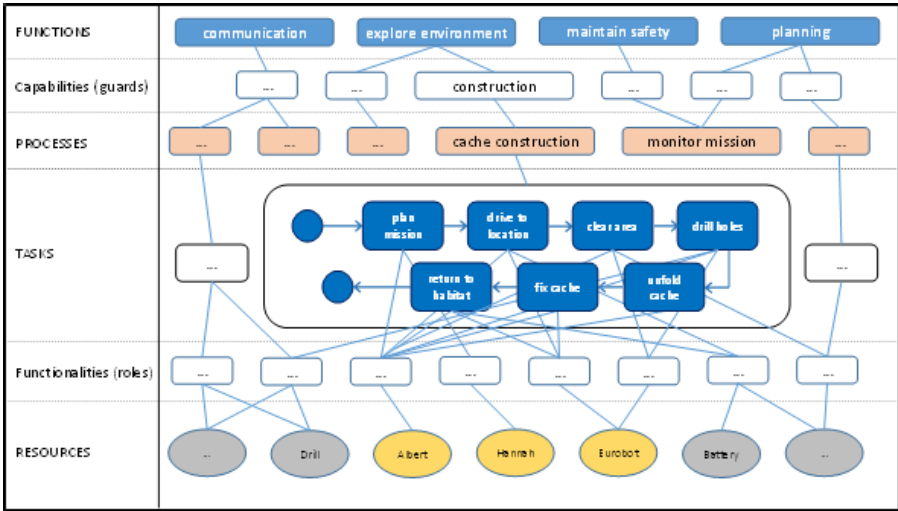 FUNCTIONS
communication
explore environment
maintain safety
planning
Capabilities (guards)
...
...
construction
...
...
...
PROCESSES
...
...
...
cache construction
monitor mission
...
TASKS
...
plan
mission
drive to
location
clear area
drill holes
return to
habitat
fix cache
unfold
cache
...
Functionalities (roles)
...
...
...
...
...
...
...
...
RESOURCES
...
Drill
Albert
Hannah
Eurobot
Battery
...